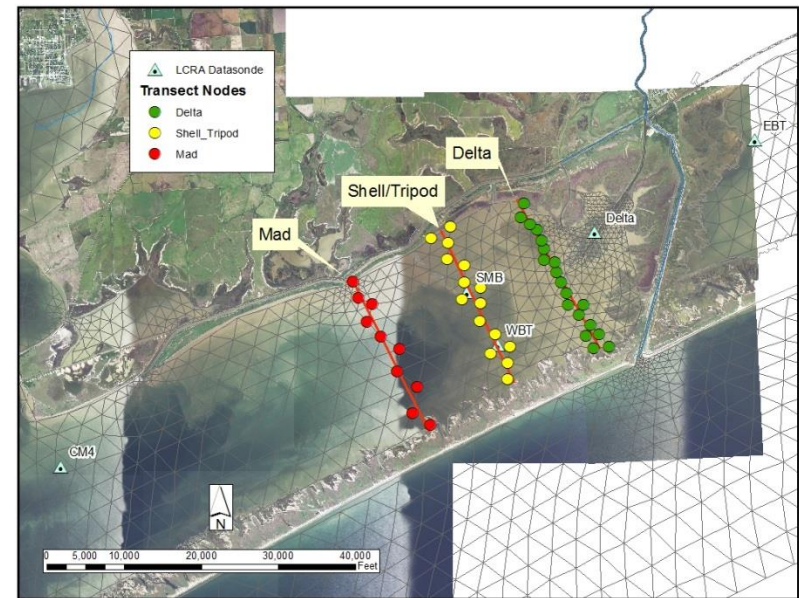 LCRA Datasonde
Transect Nodes
Delta
Shell_Tripod
Mad
EBT
Delta
Shell/Tripod
Delta
Mad
SMB
WBT
CM4
N
0 5,000 10,000 20,000 30,000 40,000
Feet